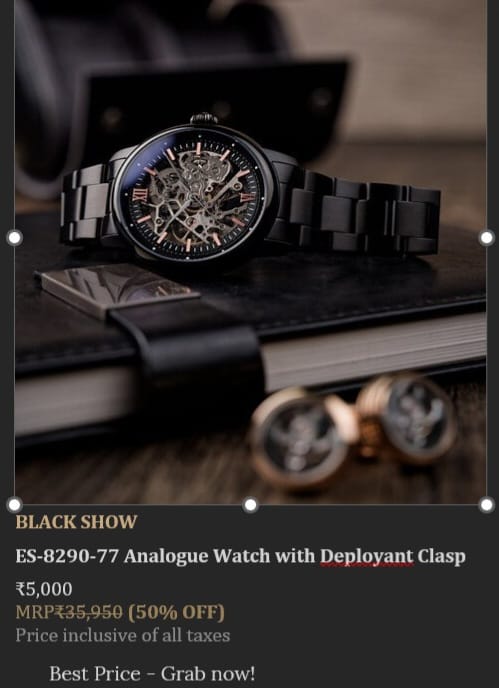 BLACK SHOW
ES-8290-77 Analogue Watch with Deployant Clasp
₹5,000
MRP₹35,950 (50% OFF)
Price inclusive of all taxes
Best Price – Grab now!